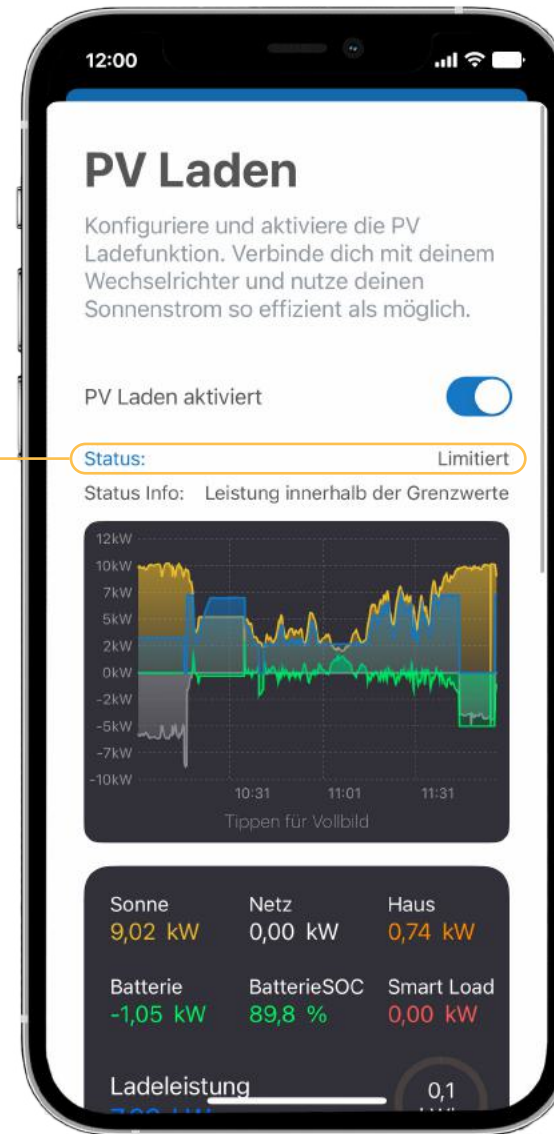 12:00
PV Laden
Konfiguriere und aktiviere die PV
Ladefunktion. Verbinde dich mit deinem
Wechselrichter und nutze deinen
Sonnenstrom so effizient als möglich.
PV Laden aktiviert
Status: Limitiert
Status Info: Leistung innerhalb der Grenzwerte
12kW
10kW
7kW
5kW
2kW
0kW
-2kW
-5kW
-7kW
-10kW
10:31 11:01 11:31
Tippen für Vollbild
Sonne Netz Haus
9,02 kW 0,00 kW 0,74 kW
Batterie BatterieSOC Smart Load
-1,05 kW 89,8 % 0,00 kW
Ladeleistung 0,1